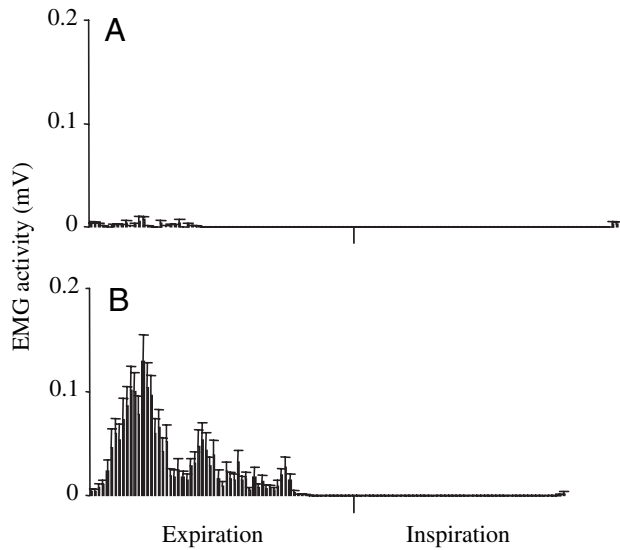 0.2
A
0.1
0
EMG activity (mV)
0.2
B
0.1
0
Expiration
Inspiration